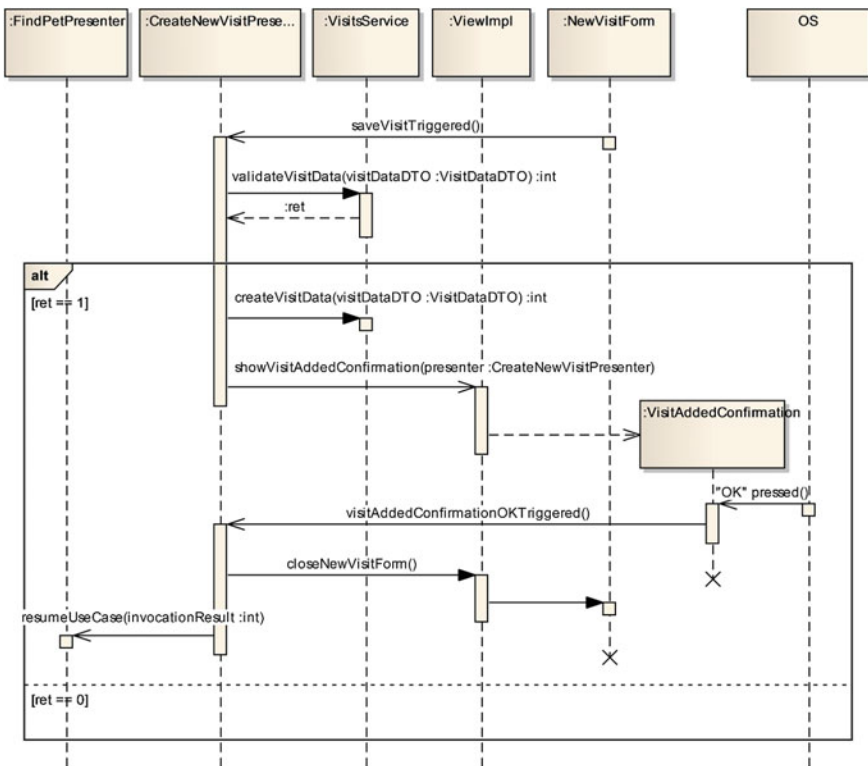 :FindPetPresenter
:CreateNewVisitPrese...
:VisitsService
:ViewImpl
:NewVisitForm
OS
saveVisitTriggered()
validateVisitData(visitDataDTO :VisitDataDTO) :int
:ret
alt
[ret == 1]
createVisitData(visitDataDTO :VisitDataDTO) :int
showVisitAddedConfirmation(presenter :CreateNewVisitPresenter)
:VisitAddedConfirmation
"OK" pressed()
visitAddedConfirmationOKTriggered()
closeNewVisitForm()
resumeUseCase(invocationResult :int)
[ret == 0]